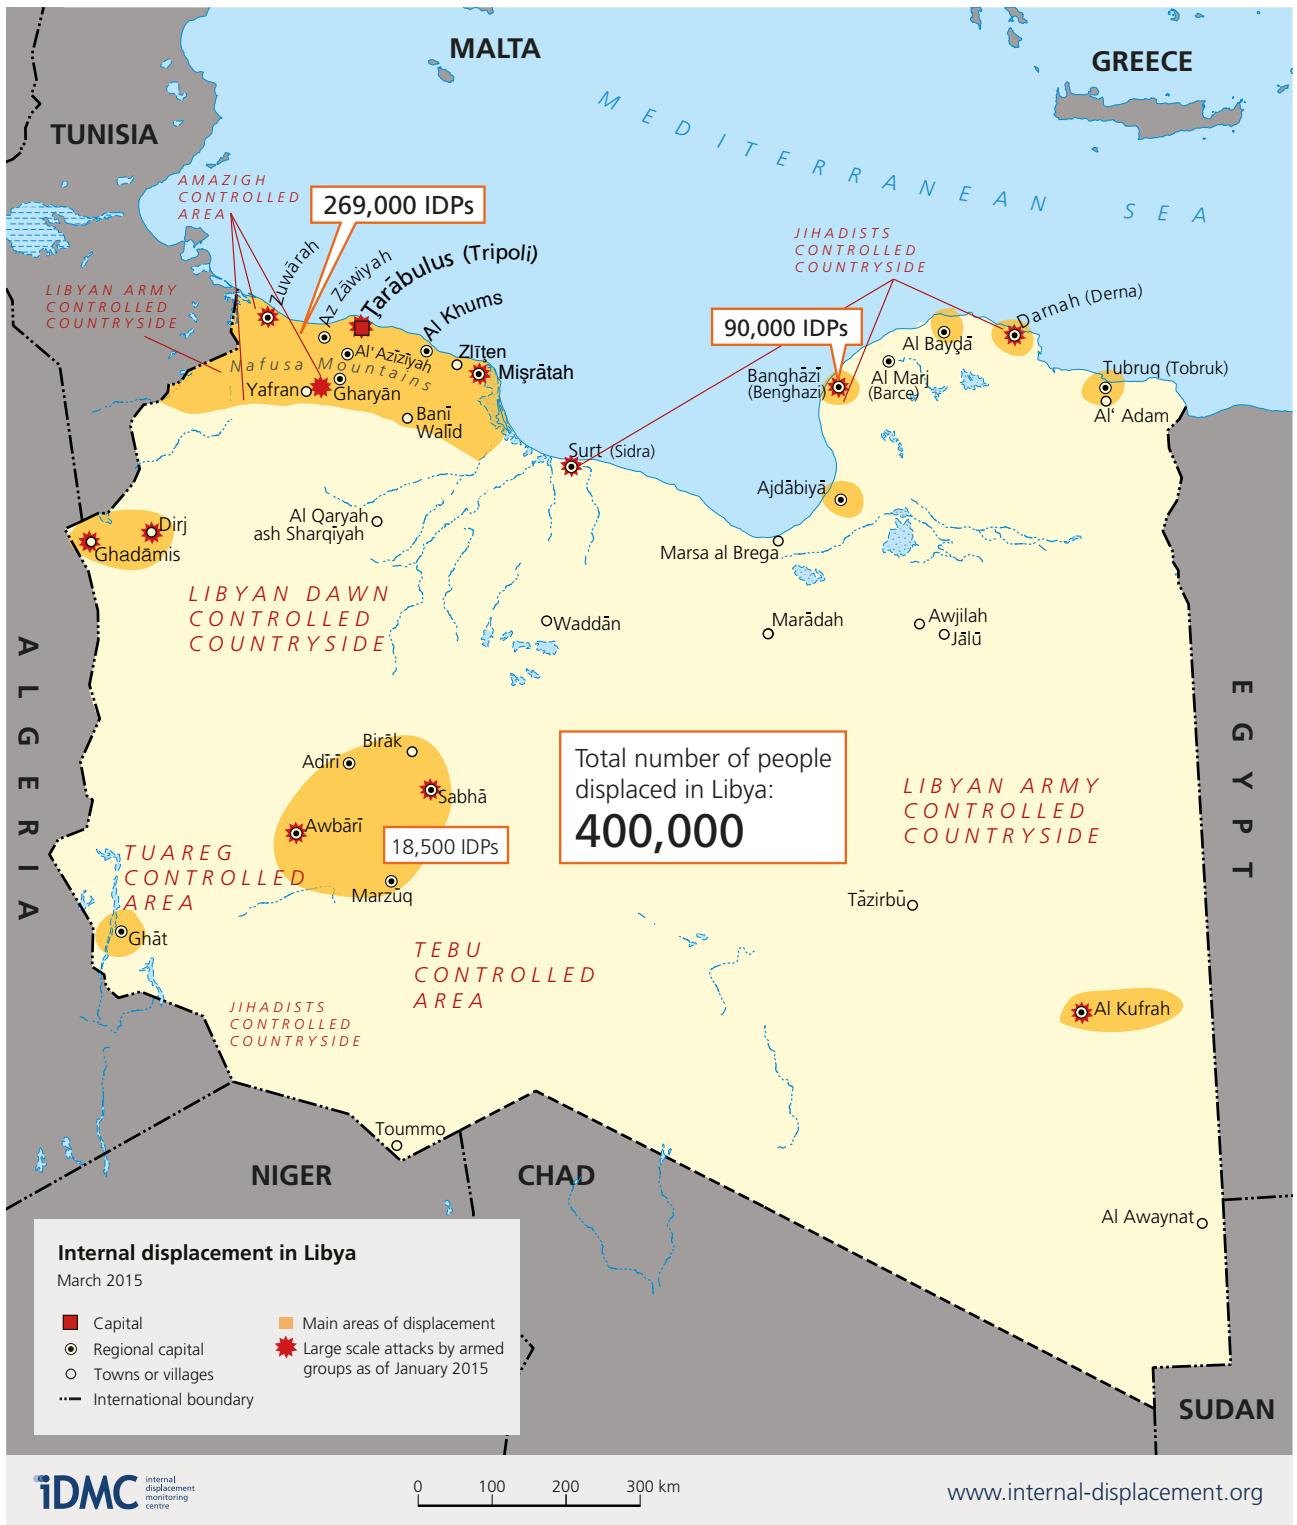 MALTA
GREECE
TUNISIA
MEDITERRANEAN SEA
AMAZIGH
CONTROLLED
AREA
269,000 IDPs
JIHADISTS
CONTROLLED
COUNTRYSIDE
LIBYAN ARMY
CONTROLLED
COUNTRYSIDE
Zuwārah
Az Zāwiyah
Ţarābulus (Tripoli)
Al Khums
90,000 IDPs
Darnah (Derna)
Al Bayḑā
Al'Azīzīyah
Zlīten
Nafusa Mountains
Mişrātah
Yafran
Gharyān
Banī
Walīd
Banghāzī
(Benghazi)
Al Marj
(Barce)
Tubruq (Tobruk)
Al' Adam
Surt (Sidra)
Ajdābiyā
Dirj
Ghadāmis
Al Qaryah
ash Sharqīyah
Marsa al Brega
LIBYAN DAWN
CONTROLLED
COUNTRYSIDE
Waddān
Marādah
Awjilah
Jālū
ALGERIA
EGYPT
Birāk
Adīrī
Sabhā
Awbārī
18,500 IDPs
Marzūq
Total number of people
displaced in Libya:
400,000
LIBYAN ARMY
CONTROLLED
COUNTRYSIDE
TUAREG
CONTROLLED
AREA
Ghāt
Tāzirbū
TEBU
CONTROLLED
AREA
JIHADISTS
CONTROLLED
COUNTRYSIDE
Al Kufrah
Toummo
NIGER
CHAD
Al Awaynat
SUDAN
Internal displacement in Libya
March 2015
Capital
Regional capital
Towns or villages
International boundary
Main areas of displacement
Large scale attacks by armed
groups as of January 2015
iDMC
internal
displacement
monitoring
centre
0 100 200 300 km
www.internal-displacement.org